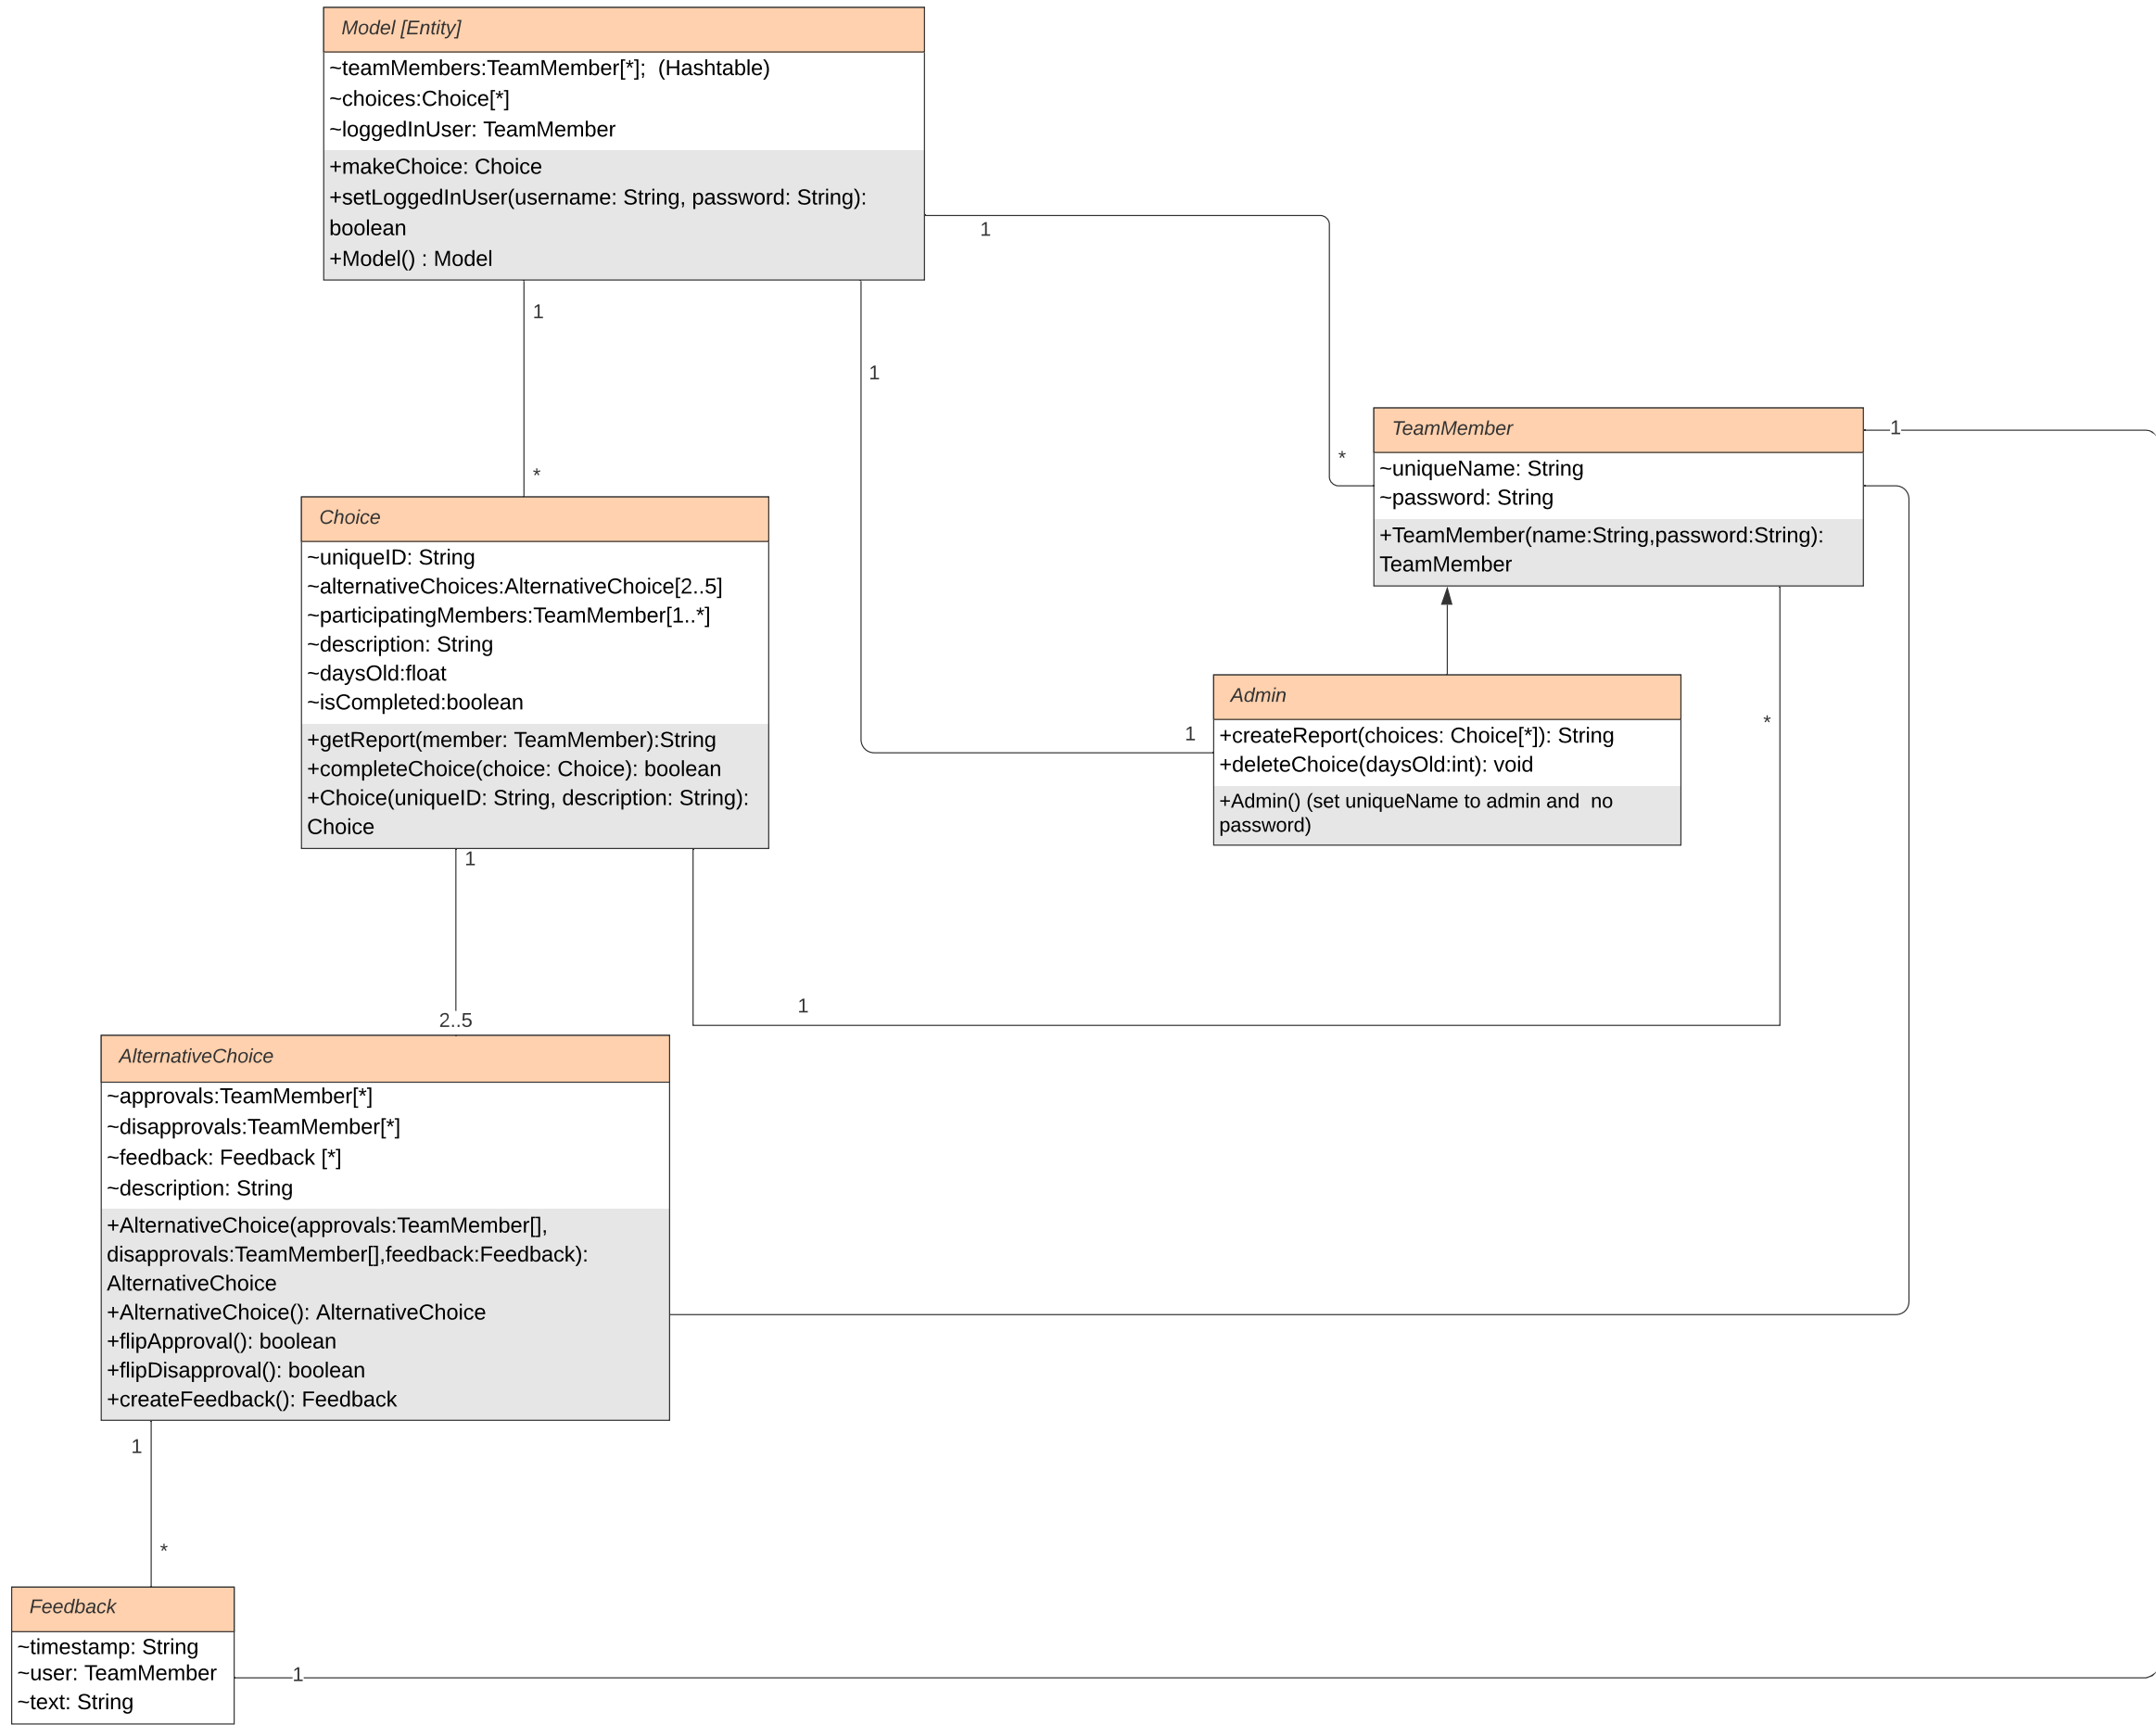 Model [Entity]
~teamMembers:TeamMember[*];  (Hashtable)
~choices:Choice[*]
~loggedInUser: TeamMember
+makeChoice: Choice
+setLoggedInUser(username: String, password: String):
boolean
+Model() : Model
1
1
1
*
*
TeamMember
~uniqueName: String
~password: String
+TeamMember(name:String,password:String):
TeamMember
1
Choice
~uniqueID: String
~alternativeChoices:AlternativeChoice[2..5]
~participatingMembers:TeamMember[1..*]
~description: String
~daysOld:float
~isCompleted:boolean
+getReport(member: TeamMember):String
+completeChoice(choice: Choice): boolean
+Choice(uniqueID: String, description: String):
Choice
1
Admin
+createReport(choices: Choice[*]): String
+deleteChoice(daysOld:int): void
+Admin() (set uniqueName to admin and  no
password)
*
1
1
2..5
AlternativeChoice
~approvals:TeamMember[*]
~disapprovals:TeamMember[*]
~feedback: Feedback [*]
~description: String
+AlternativeChoice(approvals:TeamMember[],
disapprovals:TeamMember[],feedback:Feedback):
AlternativeChoice
+AlternativeChoice(): AlternativeChoice
+flipApproval(): boolean
+flipDisapproval(): boolean
+createFeedback(): Feedback
1
*
Feedback
~timestamp: String
~user: TeamMember
~text: String
1